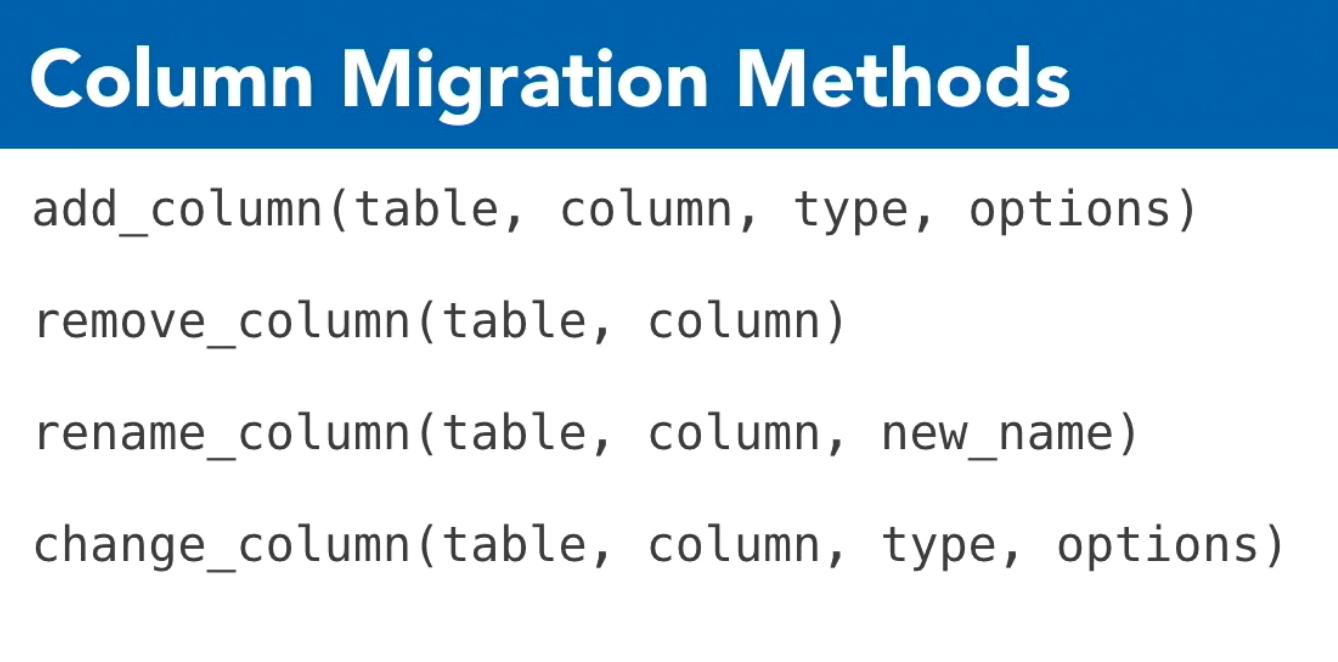 Column Migration Methods
add_column(table, column, type, options)
remove_column(table, column)
rename_column(table, column, new_name)
change_column(table, column, type, options)